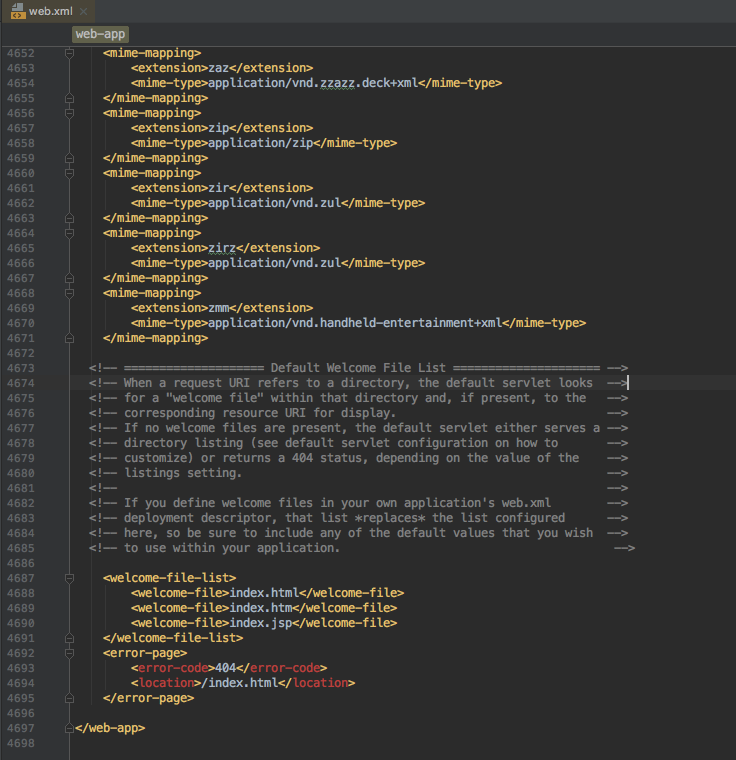 web.xml
web-app
4652 <mime-mapping>
4653 <extension>zaz</extension>
4654 <mime-type>application/vnd.zzazz.deck+xml</mime-type>
4655 </mime-mapping>
4656 <mime-mapping>
4657 <extension>zip</extension>
4658 <mime-type>application/zip</mime-type>
4659 </mime-mapping>
4660 <mime-mapping>
4661 <extension>zir</extension>
4662 <mime-type>application/vnd.zul</mime-type>
4663 </mime-mapping>
4664 <mime-mapping>
4665 <extension>zirz</extension>
4666 <mime-type>application/vnd.zul</mime-type>
4667 </mime-mapping>
4668 <mime-mapping>
4669 <extension>zmm</extension>
4670 <mime-type>application/vnd.handheld-entertainment+xml</mime-type>
4671 </mime-mapping>
4672
4673 <!-- ==================== Default Welcome File List ===================== -->
4674 <!-- When a request URI refers to a directory, the default servlet looks -->
4675 <!-- for a "welcome file" within that directory and, if present, to the -->
4676 <!-- corresponding resource URI for display. -->
4677 <!-- If no welcome files are present, the default servlet either serves a -->
4678 <!-- directory listing (see default servlet configuration on how to -->
4679 <!-- customize) or returns a 404 status, depending on the value of the -->
4680 <!-- listings setting. -->
4681 <!-- -->
4682 <!-- If you define welcome files in your own application's web.xml -->
4683 <!-- deployment descriptor, that list *replaces* the list configured -->
4684 <!-- here, so be sure to include any of the default values that you wish -->
4685 <!-- to use within your application. -->
4686
4687 <welcome-file-list>
4688 <welcome-file>index.html</welcome-file>
4689 <welcome-file>index.htm</welcome-file>
4690 <welcome-file>index.jsp</welcome-file>
4691 </welcome-file-list>
4692 <error-page>
4693 <error-code>404</error-code>
4694 <location>/index.html</location>
4695 </error-page>
4696
4697 </web-app>
4698